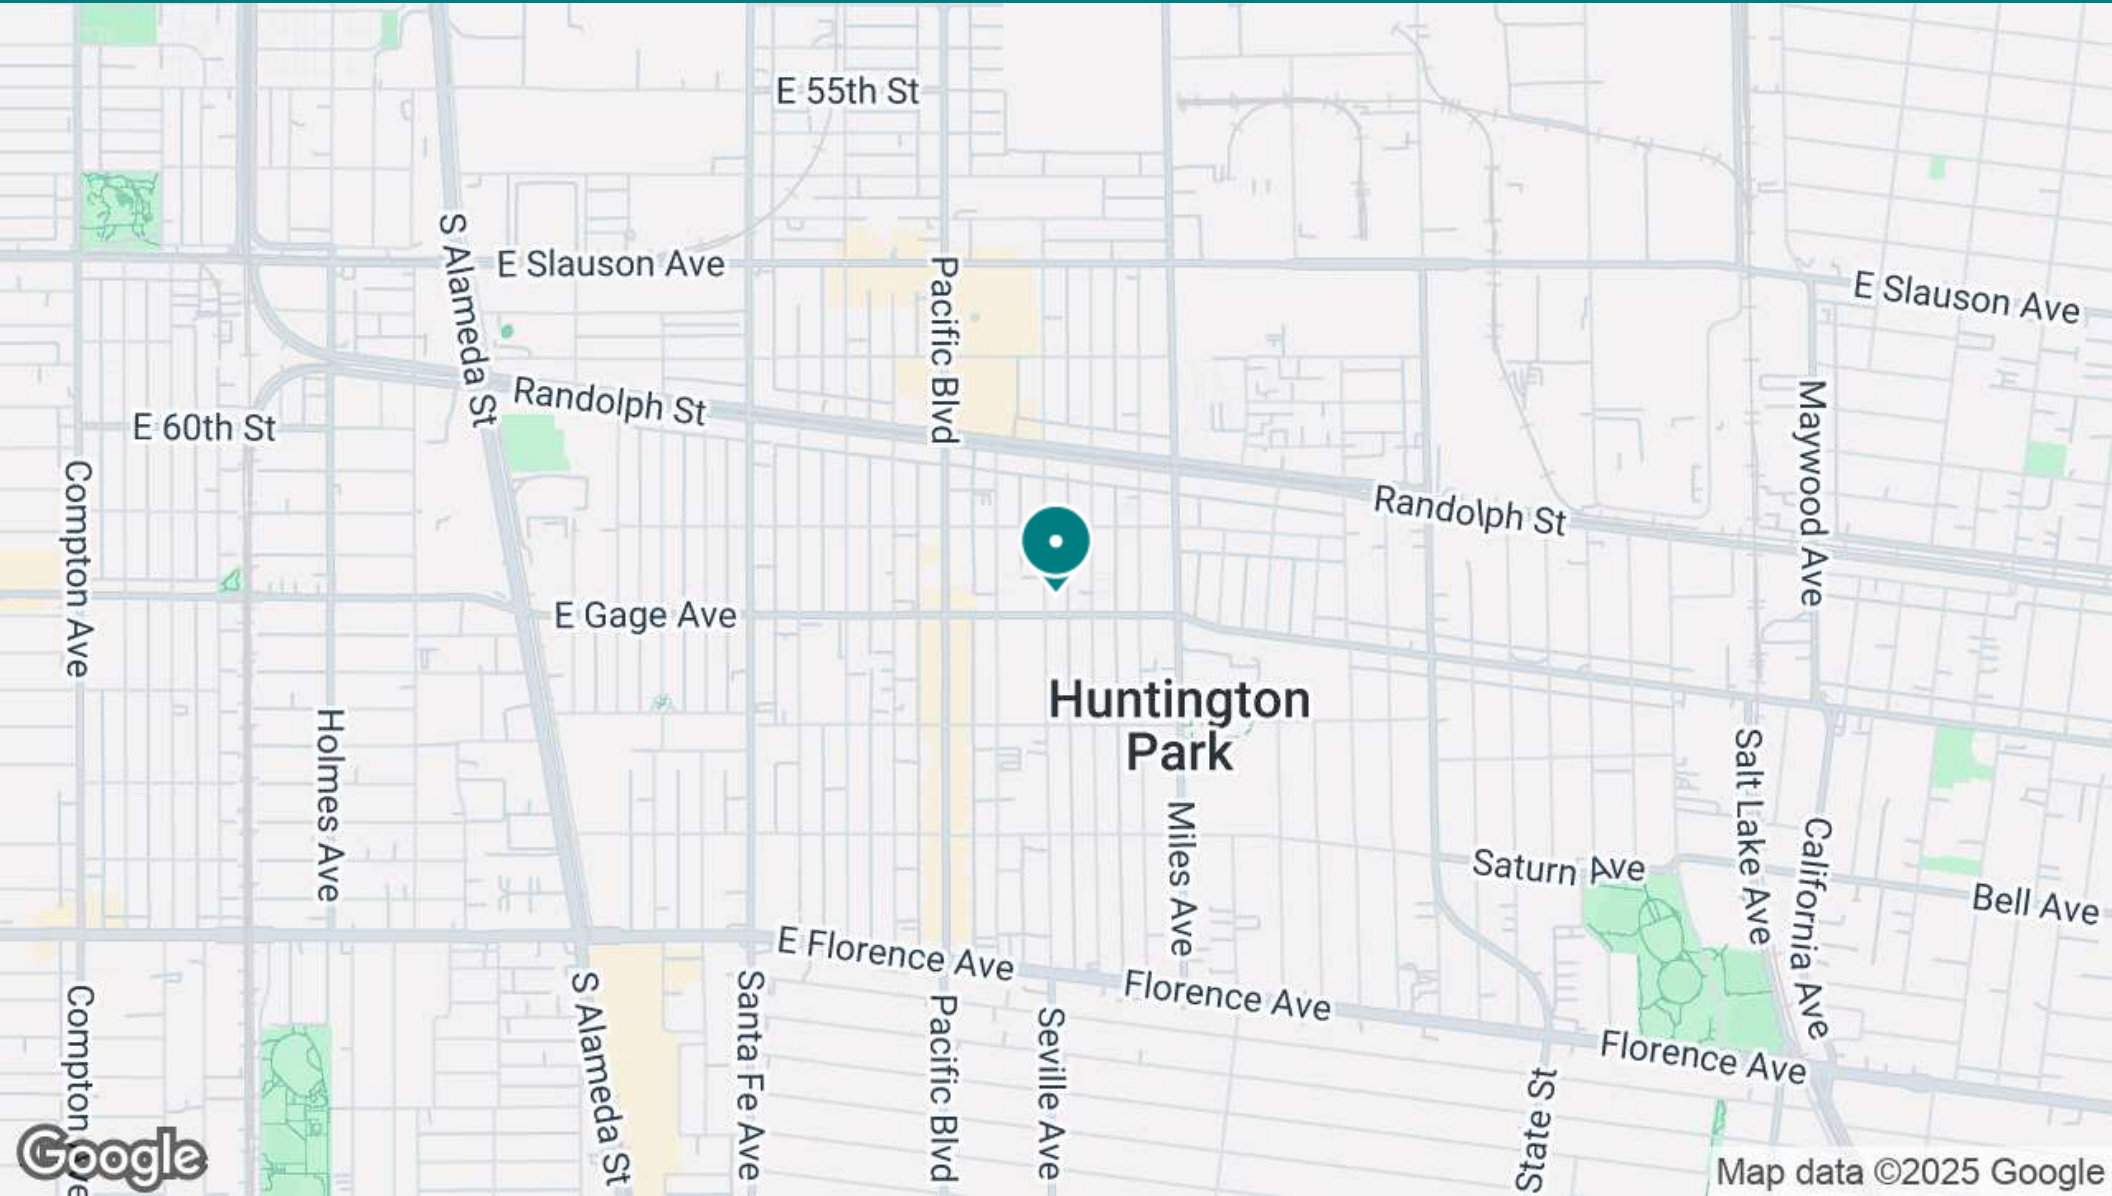 E 55th St
S Alameda St
E Slauson Ave
Pacific Blvd
E Slauson Ave
Randolph St
E 60th St
Maywood Ave
Compton Ave
Randolph St
E Gage Ave
Huntington
Park
Holmes Ave
Salt Lake Ave
Miles Ave
California Ave
Saturn Ave
Bell Ave
E Florence Ave
Florence Ave
Compton Ave
S Alameda St
Santa Fe Ave
Pacific Blvd
Seville Ave
Florence Ave
State St
Google
Map data ©2025 Google